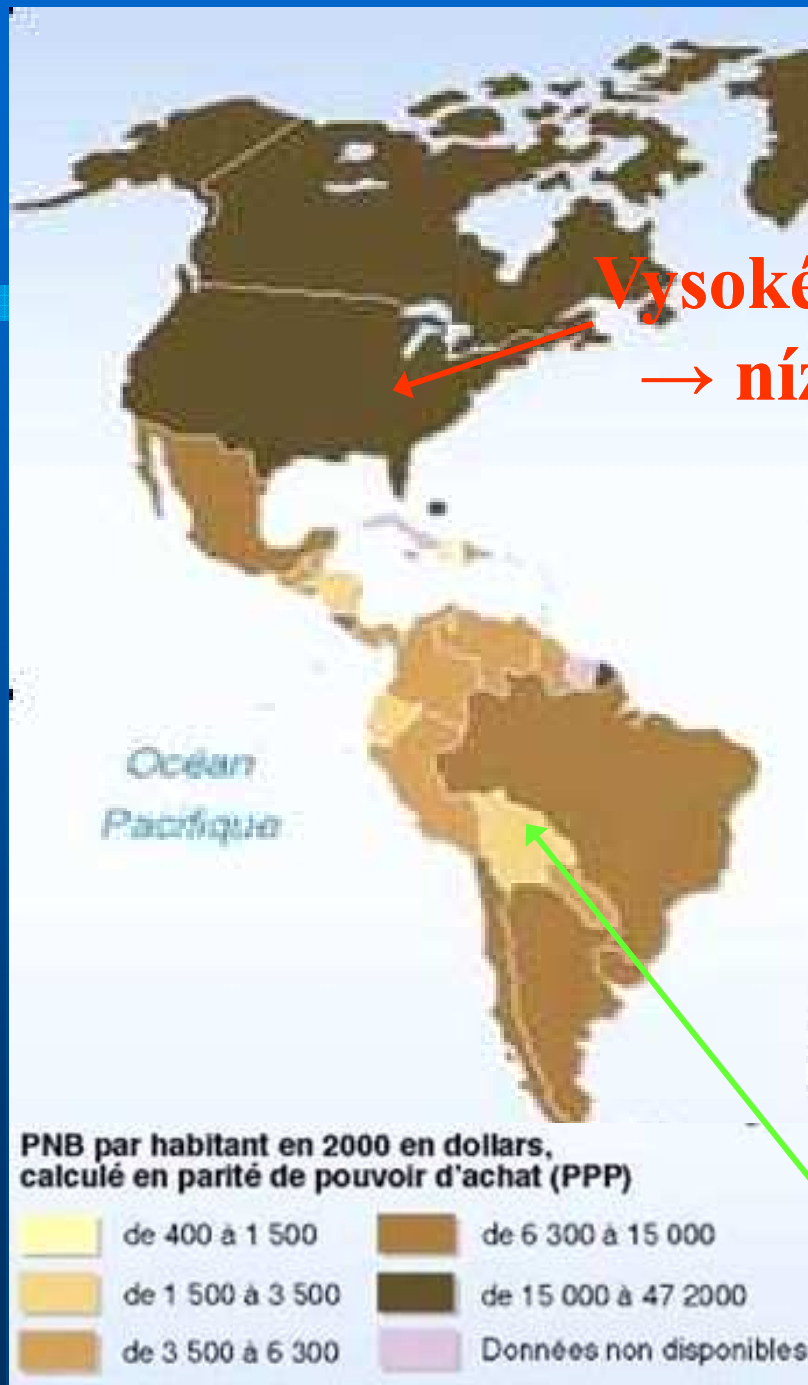 Vysoké
→ níz
Océan
Pacifique
PNB par habitant en 2000 en dollars,
calculé en parité de pouvoir d'achat (PPP)
de 400 à 1 500
de 1 500 à 3 500
de 3 500 à 6 300
de 6 300 à 15 000
de 15 000 à 47 2000
Données non disponibles